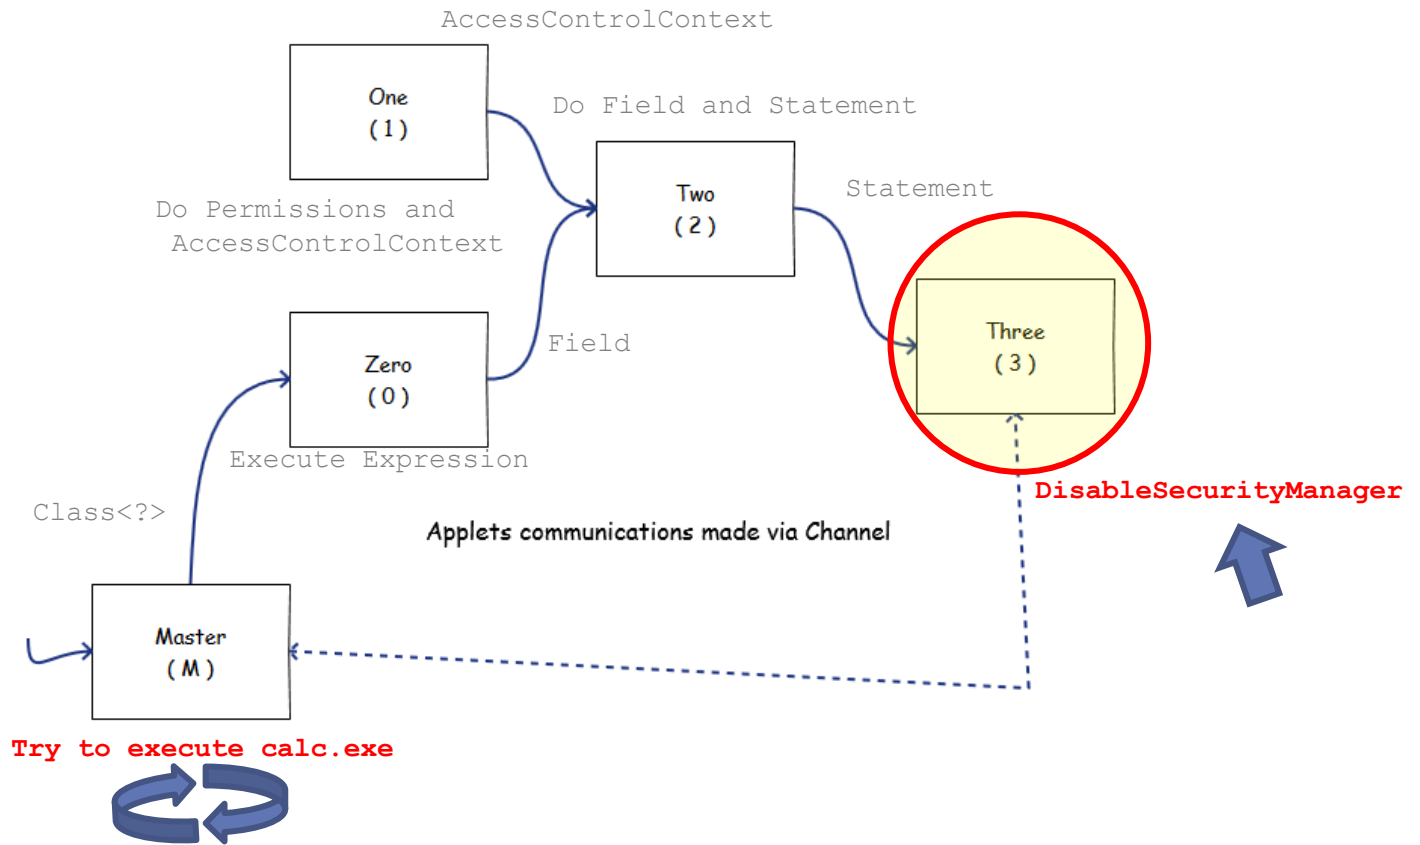 AccessControlContext
One
(1)
Do Field and Statement
Two
(2)
Statement
Do Permissions and
AccessControlContext
Three
(3)
Field
Zero
(0)
Execute Expression
DisableSecurityManager
Class<?>
Applets communications made via Channel
Master
(M)
Try to execute calc.exe